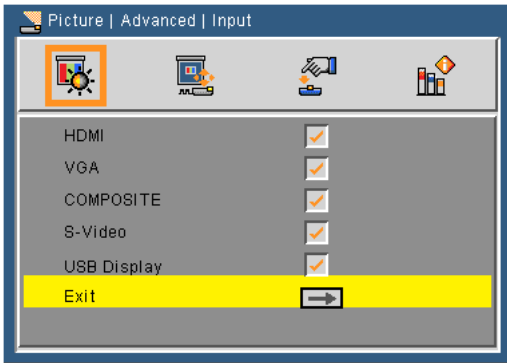 Picture | Advanced | Input
HDMI
VGA
COMPOSITE
S-Video
USB Display
Exit